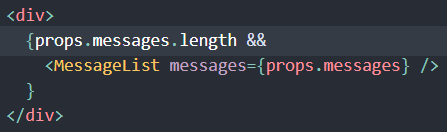 <div>
{props.messages.length &&
<MessageList messages={props.messages} />
}
</div>